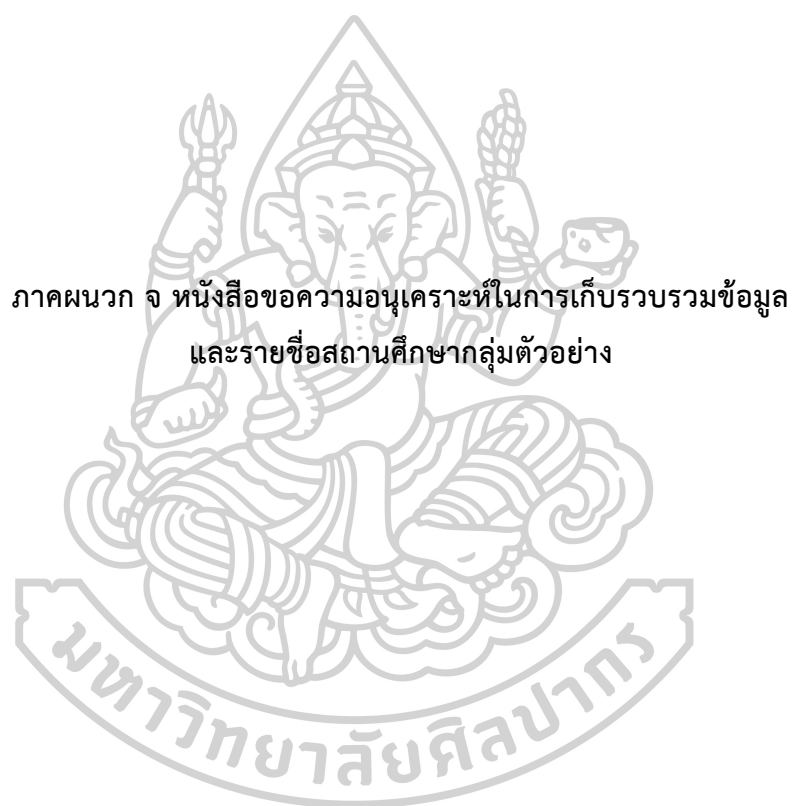 ภาคผนวก จ หนังสือขอความอนุเคราะห์ในการเก็บรวบรวมข้อมูล
และรายชื่อสถานศึกษากลุ่มตัวอย่าง
มหาวิทยาลัยศิลปากร